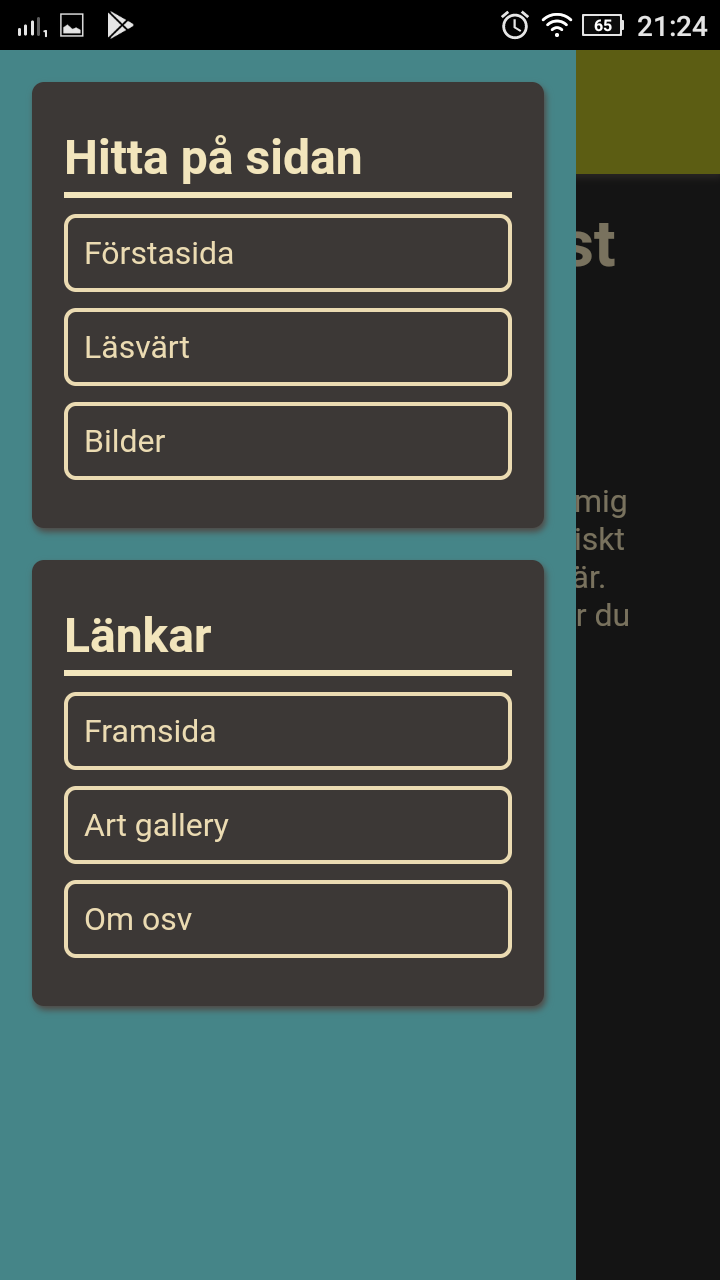 65 21:24
Hitta på sidan
Förstasida
Läsvärt
Bilder
Länkar
Framsida
Art gallery
Om osv
st
mig
iskt
är.
r du